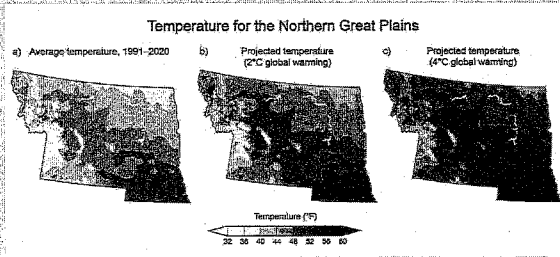 Temperature for the Northern Great Plains
a) Average temperature, 1991–2020
b) Projected temperature
(2°C global warming)
c) Projected temperature
(4°C global warming)
Temperature (°F)
32 36 40 44 48 52 56 60